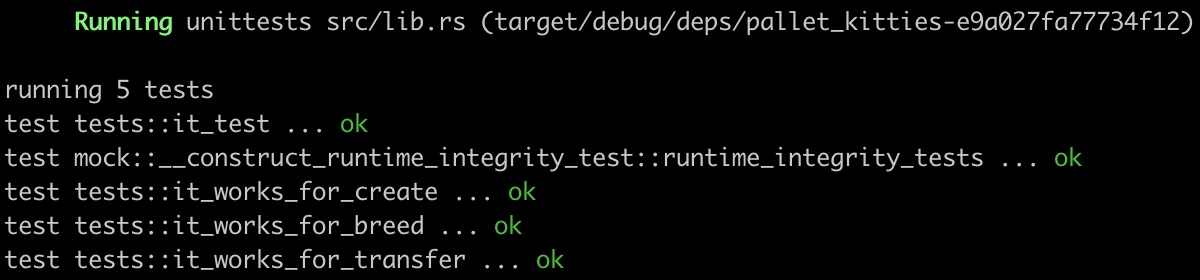 Running unittests src/lib.rs (target/debug/deps/pallet_kitties-e9a027fa77734f12)
running 5 tests
test tests::it_test ... ok
test mock::__construct_runtime_integrity_test::runtime_integrity_tests ... ok
test tests::it_works_for_create ... ok
test tests::it_works_for_breed ... ok
test tests::it_works_for_transfer ... ok